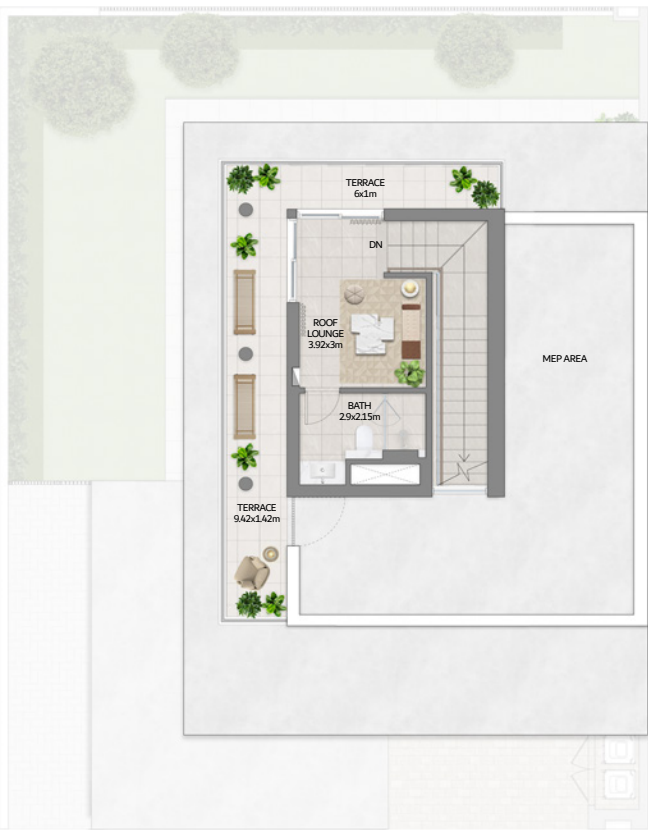 TERRACE
6x1m
DN
ROOF
LOUNGE
3.92x3m
MEP AREA
BATH
2.9x2.15m
TERRACE
9.42x1.42m